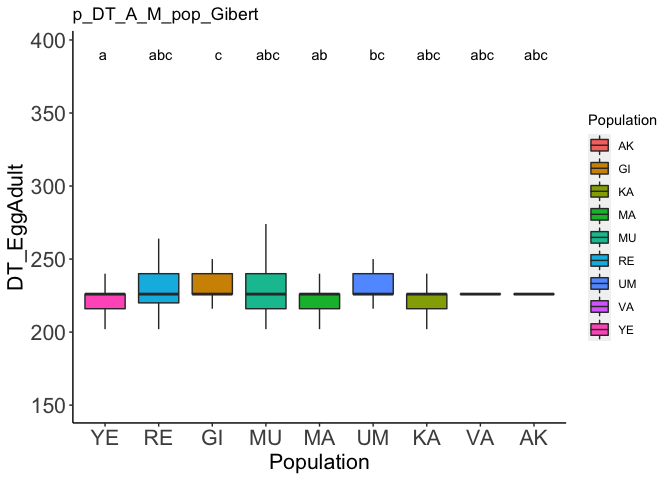 p_DT_A_M_pop_Gibert
400
350
300
250
200
150
DT_EggAdult
a abc c abc ab bc abc abc abc
YE RE GI MU MA UM KA VA AK
Population
Population
AK
GI
KA
MA
MU
RE
UM
VA
YE